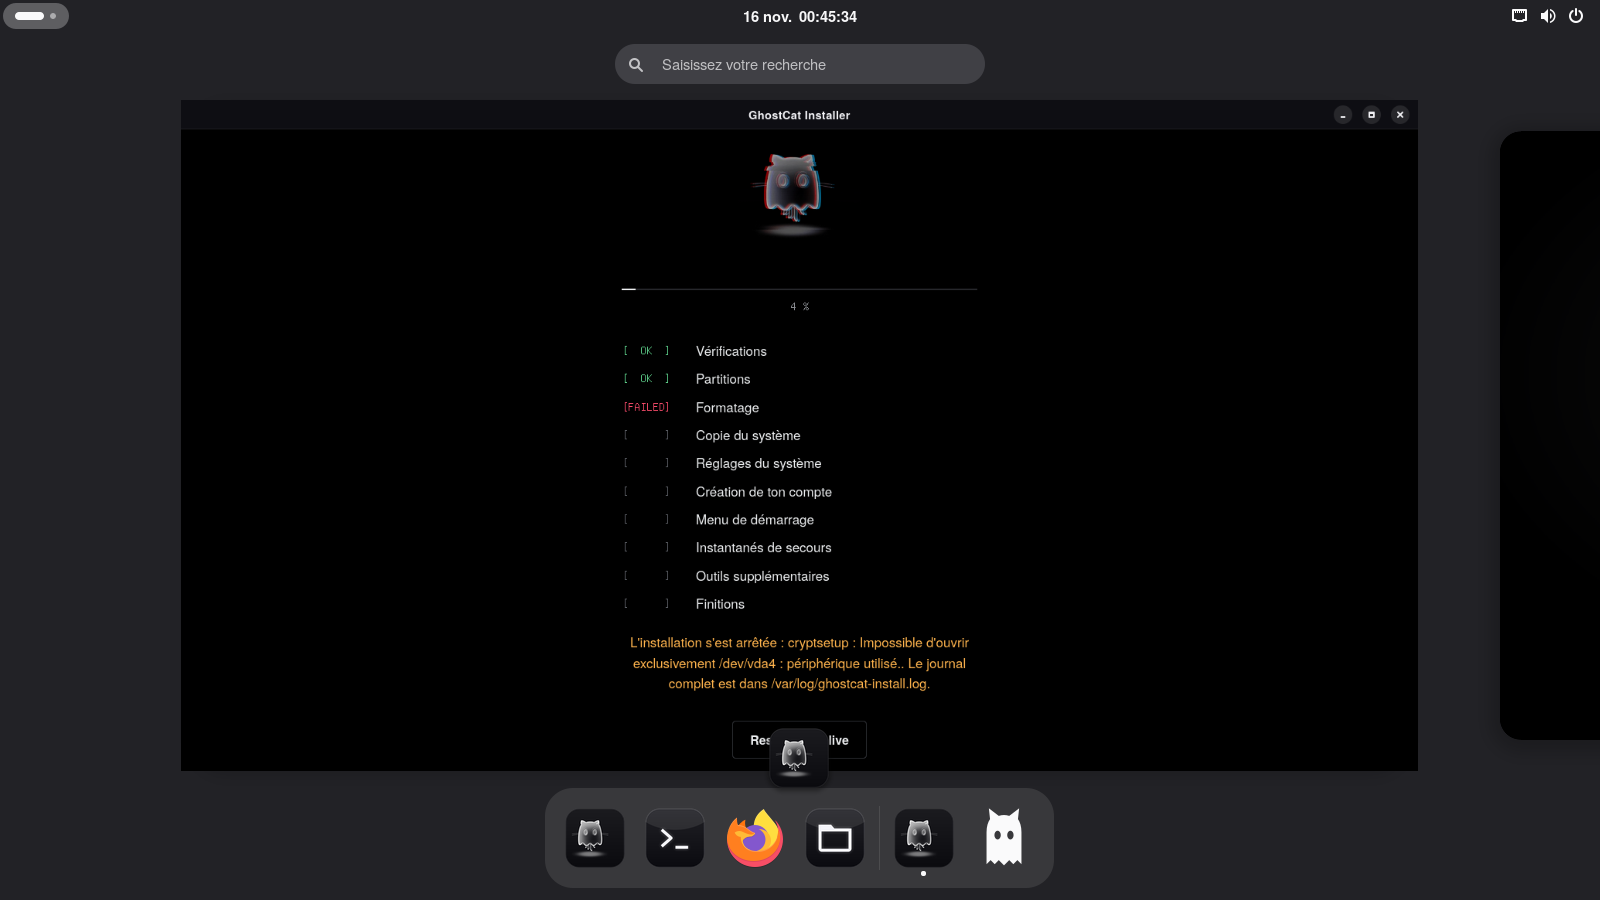 16 nov. 00:45:34
Saisissez votre recherche
GhostCat Installer
4 %
[ OK ] Vérifications
[ OK ] Partitions
[FAILED] Formatage
[ ] Copie du système
[ ] Réglages du système
[ ] Création de ton compte
[ ] Menu de démarrage
[ ] Instantanés de secours
[ ] Outils supplémentaires
[ ] Finitions
L'installation s'est arrêtée : cryptsetup : Impossible d'ouvrir
exclusivement /dev/vda4 : périphérique utilisé.. Le journal
complet est dans /var/log/ghostcat-install.log.
live